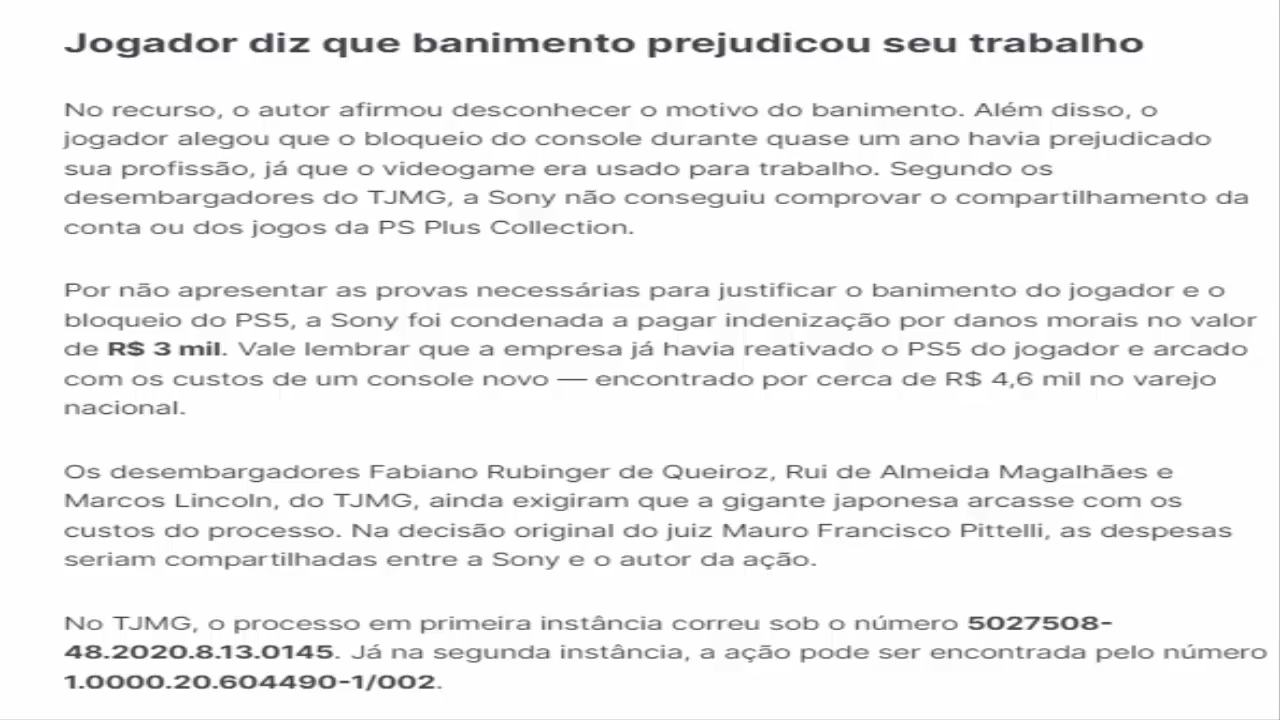 Jogador diz que banimento prejudicou seu trabalho
No recurso, o autor afirmou desconhecer o motivo do banimento. Além disso, o
jogador alegou que o bloqueio do console durante quase um ano havia prejudicado
sua profissão, já que o videogame era usado para trabalho. Segundo os
desembargadores do TJMG, a Sony não conseguiu comprovar o compartilhamento da
conta ou dos jogos da PS Plus Collection.
Por não apresentar as provas necessárias para justificar o banimento do jogador e o
bloqueio do PS5, a Sony foi condenada a pagar indenização por danos morais no valor
de R$ 3 mil. Vale lembrar que a empresa já havia reativado o PS5 do jogador e arcado
com os custos de um console novo — encontrado por cerca de R$ 4,6 mil no varejo
nacional.
Os desembargadores Fabiano Rubinger de Queiroz, Rui de Almeida Magalhães e
Marcos Lincoln, do TJMG, ainda exigiram que a gigante japonesa arcasse com os
custos do processo. Na decisão original do juiz Mauro Francisco Pittelli, as despesas
seriam compartilhadas entre a Sony e o autor da ação.
No TJMG, o processo em primeira instância correu sob o número 5027508-
48.2020.8.13.0145. Já na segunda instância, a ação pode ser encontrada pelo número
1.0000.20.604490-1/002.